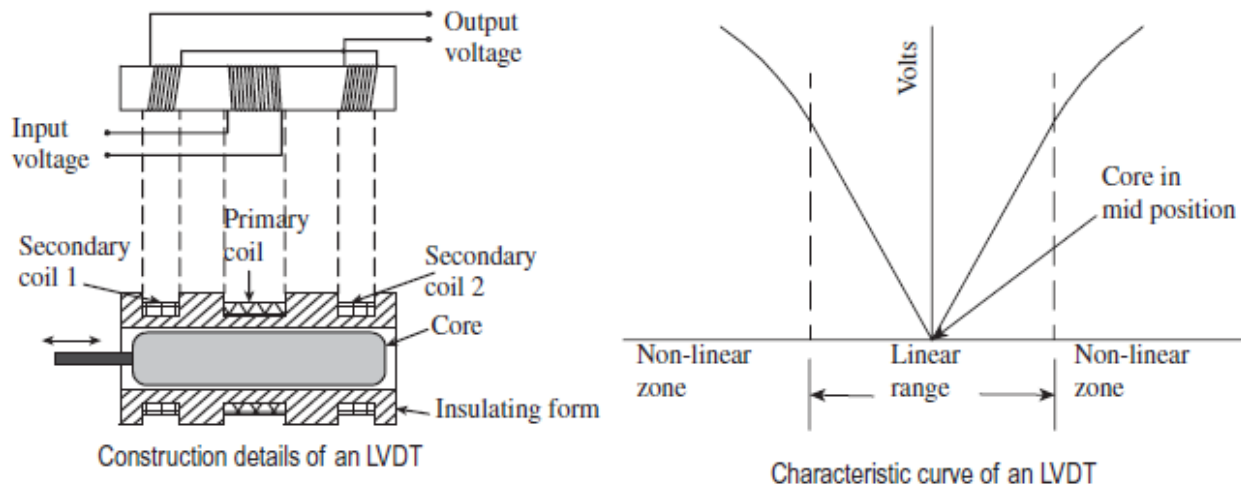 Output
voltage
Input
voltage
Primary
coil
Secondary
coil 1
Secondary
coil 2
Core
Insulating form
Construction details of an LVDT
Volts
Core in
mid position
Non-linear
zone
Linear
range
Non-linear
zone
Characteristic curve of an LVDT